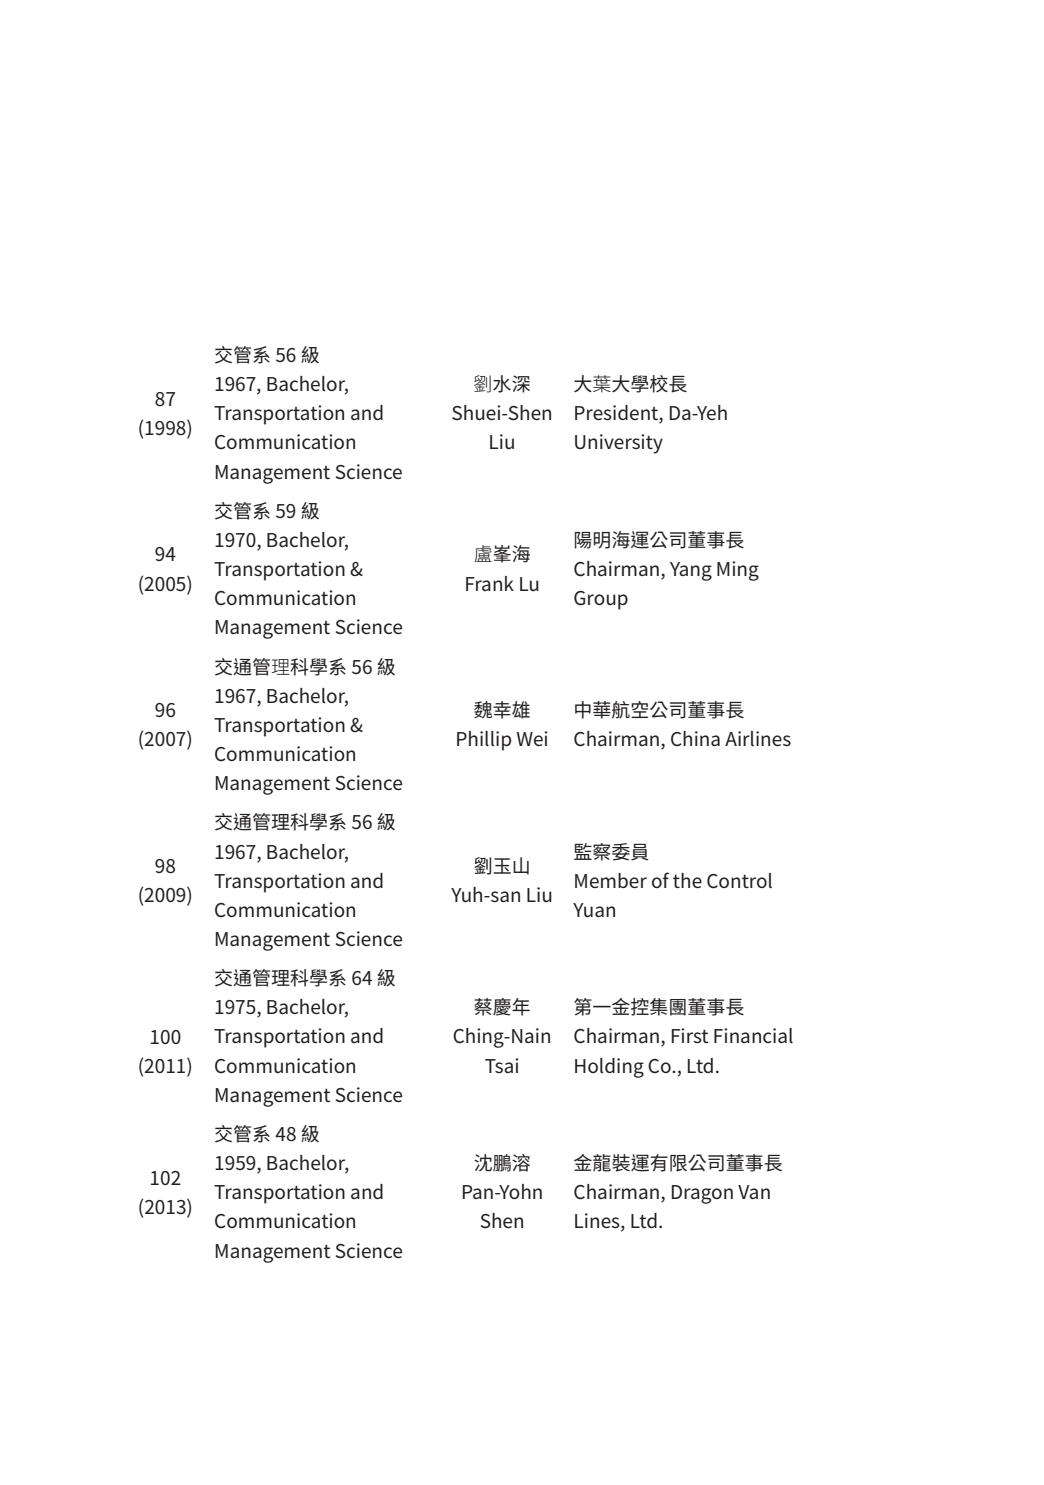 87
(1998)
交管系 56 級
1967, Bachelor,
Transportation and
Communication
Management Science
劉水深
Shuei-Shen
Liu
大葉大學校長
President, Da-Yeh
University
94
(2005)
交管系 59 級
1970, Bachelor,
Transportation &
Communication
Management Science
盧峯海
Frank Lu
陽明海運公司董事長
Chairman, Yang Ming
Group
96
(2007)
交通管理科學系 56 級
1967, Bachelor,
Transportation &
Communication
Management Science
魏幸雄
Phillip Wei
中華航空公司董事長
Chairman, China Airlines
98
(2009)
交通管理科學系 56 級
1967, Bachelor,
Transportation and
Communication
Management Science
劉玉山
Yuh-san Liu
監察委員
Member of the Control
Yuan
100
(2011)
交通管理科學系 64 級
1975, Bachelor,
Transportation and
Communication
Management Science
蔡慶年
Ching-Nain
Tsai
第一金控集團董事長
Chairman, First Financial
Holding Co., Ltd.
102
(2013)
交管系 48 級
1959, Bachelor,
Transportation and
Communication
Management Science
沈鵬溶
Pan-Yohn
Shen
金龍裝運有限公司董事長
Chairman, Dragon Van
Lines, Ltd.